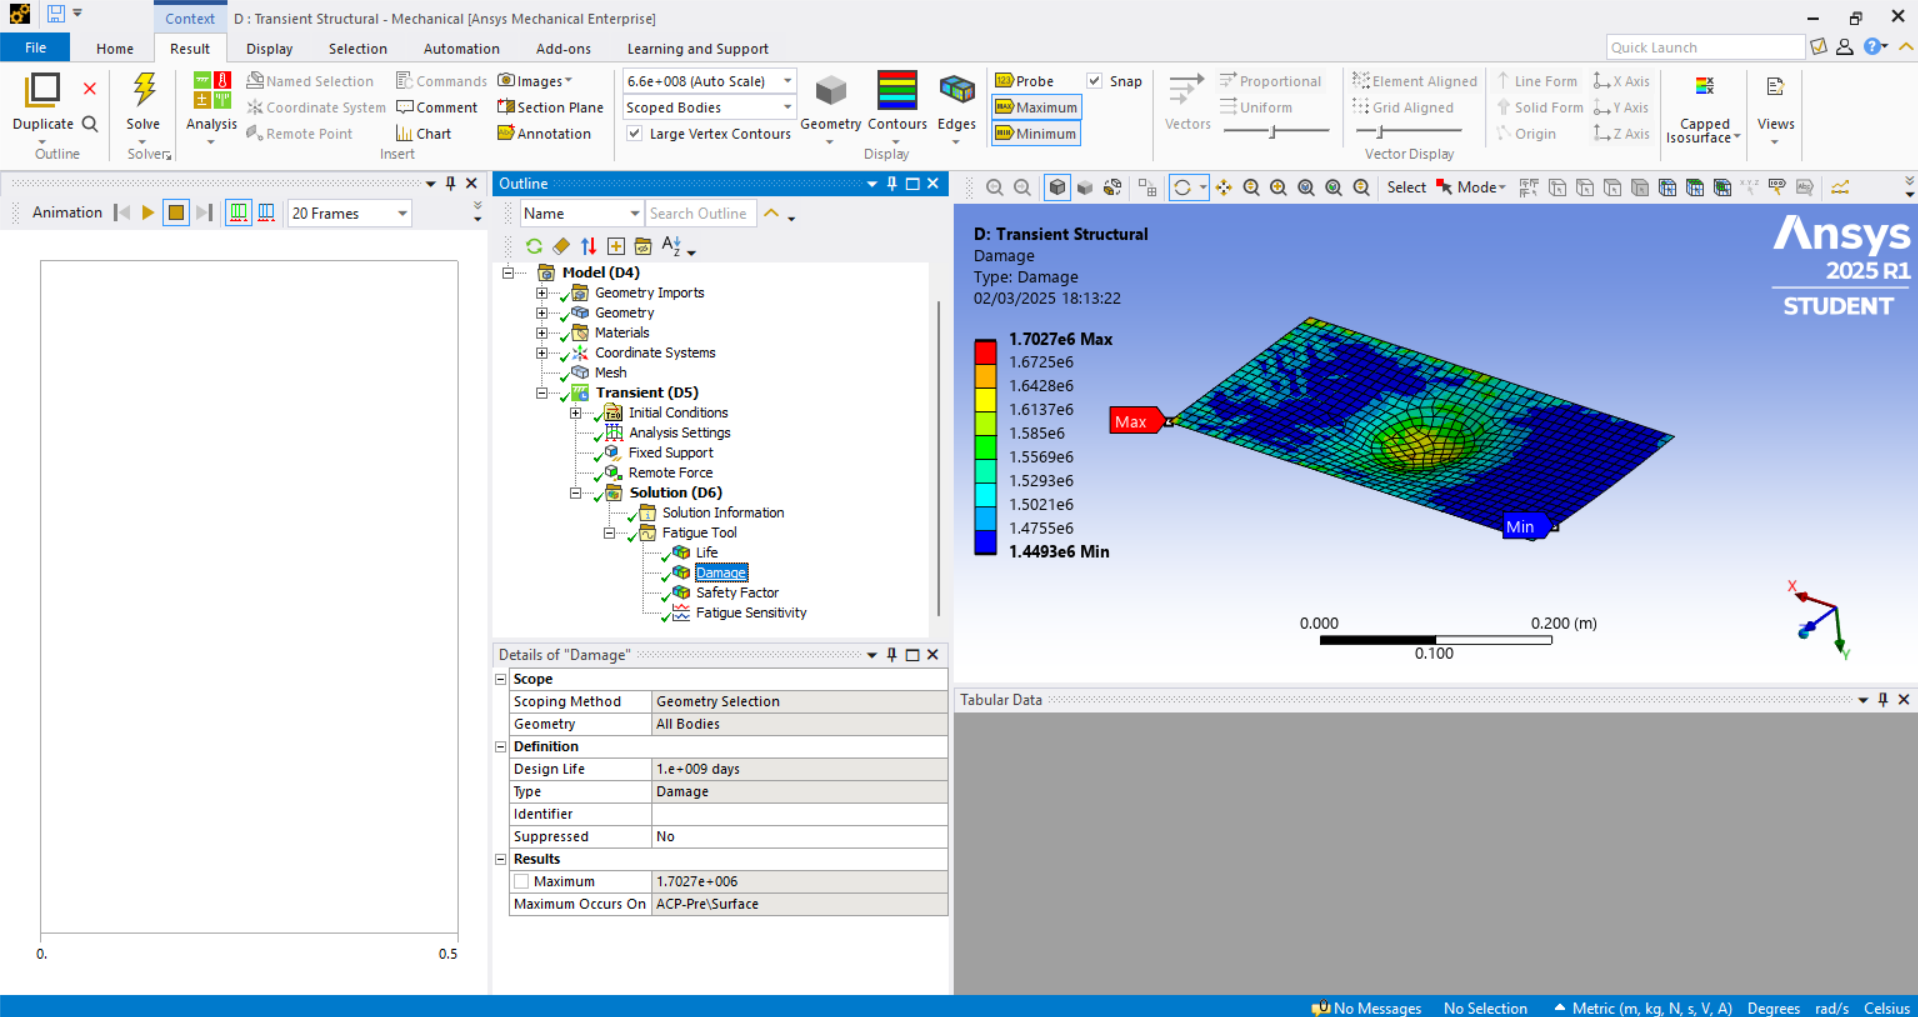 Context
D : Transient Structural - Mechanical [Ansys Mechanical Enterprise]
File Home Result Display Selection Automation Add-ons Learning and Support
Quick Launch
Duplicate
Outline
Solve
Solver
Analysis
Named Selection
Coordinate System
Remote Point
Commands
Comment
Chart
Images
Section Plane
Annotation
Insert
6.6e+008 (Auto Scale)
Scoped Bodies
Large Vertex Contours
Geometry
Contours
Edges
Display
Probe
Maximum
Minimum
Snap
Vectors
Proportional
Uniform
Element Aligned
Grid Aligned
Line Form
Solid Form
Origin
X Axis
Y Axis
Z Axis
Vector Display
Capped
Isosurface
Views
Animation
20 Frames
0.
0.5
Outline
Name
Search Outline
Model (D4)
Geometry Imports
Geometry
Materials
Coordinate Systems
Mesh
Transient (D5)
Initial Conditions
Analysis Settings
Fixed Support
Remote Force
Solution (D6)
Solution Information
Fatigue Tool
Life
Damage
Safety Factor
Fatigue Sensitivity
Details of "Damage"
Scope
Scoping Method Geometry Selection
Geometry All Bodies
Definition
Design Life 1.e+009 days
Type Damage
Identifier
Suppressed No
Results
Maximum 1.7027e+006
Maximum Occurs On ACP-Pre\Surface
Select
Mode
D: Transient Structural
Damage
Type: Damage
02/03/2025 18:13:22
1.7027e6 Max
1.6725e6
1.6428e6
1.6137e6
1.585e6
1.5569e6
1.5293e6
1.5021e6
1.4755e6
1.4493e6 Min
Max
Min
Ansys
2025 R1
STUDENT
0.000 0.200 (m)
0.100
X
Y
Tabular Data
No Messages No Selection Metric (m, kg, N, s, V, A) Degrees rad/s Celsius